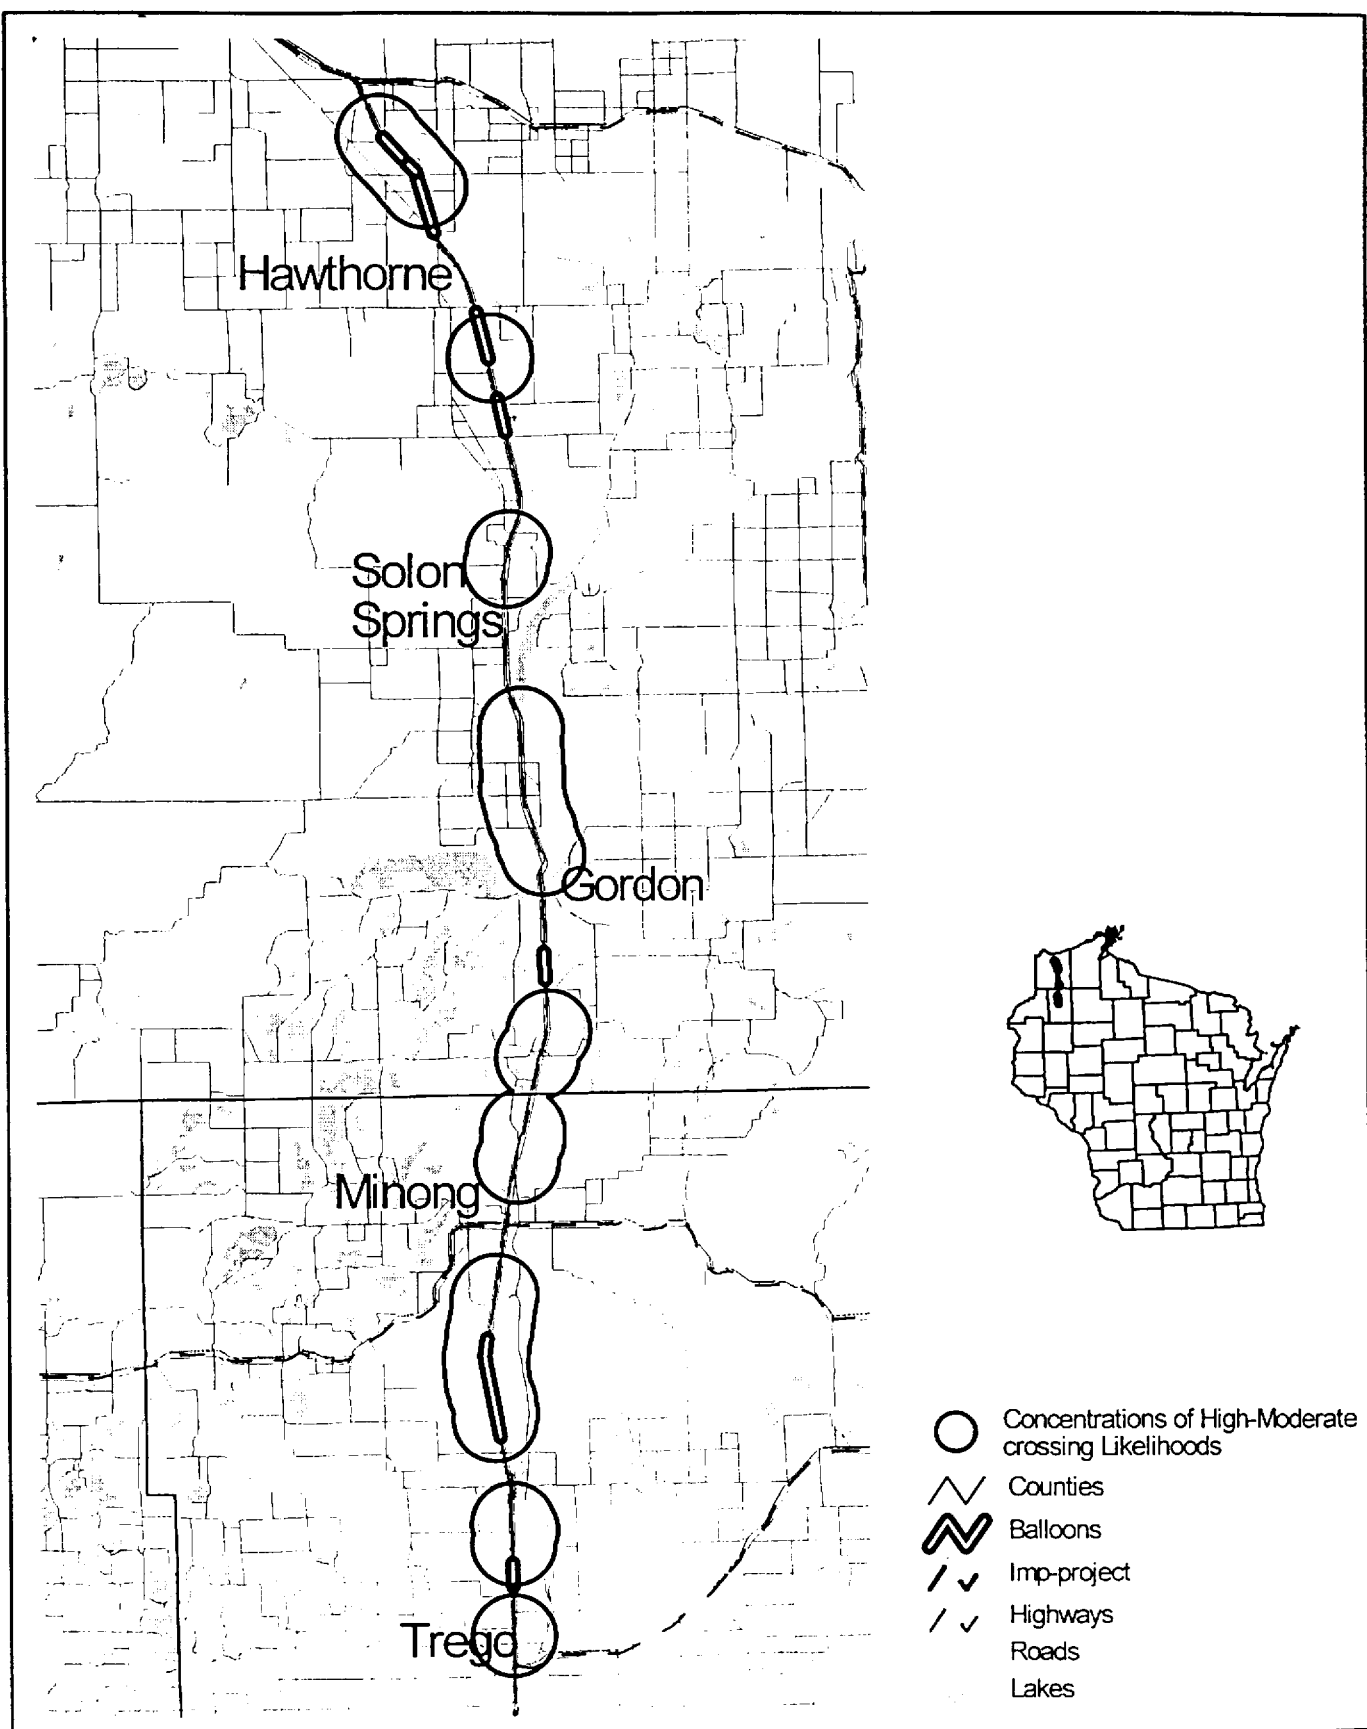 Hawthorne
Solon
Springs
Gordon
Minong
Trego
Concentrations of High-Moderate
crossing Likelihoods
Counties
Balloons
Imp-project
Highways
Roads
Lakes